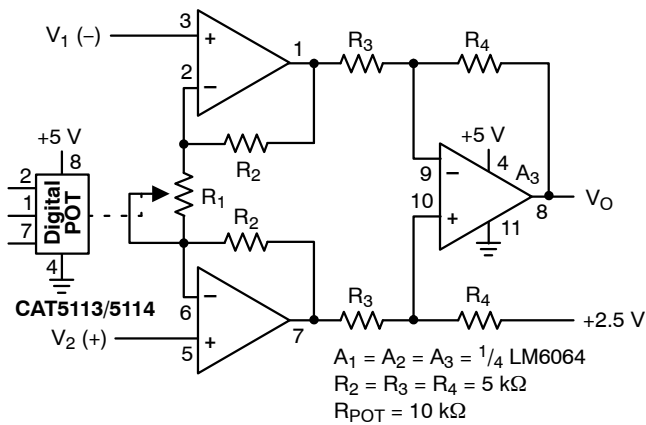 V1 (–)
3
+
1
2
–
R3
R4
R2
+5 V
8
2
1
7
Digital POT
4
R1
+5 V
4
A3
9
–
10
+
11
8
VO
R2
CAT5113/5114
6
–
7
V2 (+)
5
+
R3
R4
+2.5 V
A1 = A2 = A3 = 1/4 LM6064
R2 = R3 = R4 = 5 kΩ
RPOT = 10 kΩ